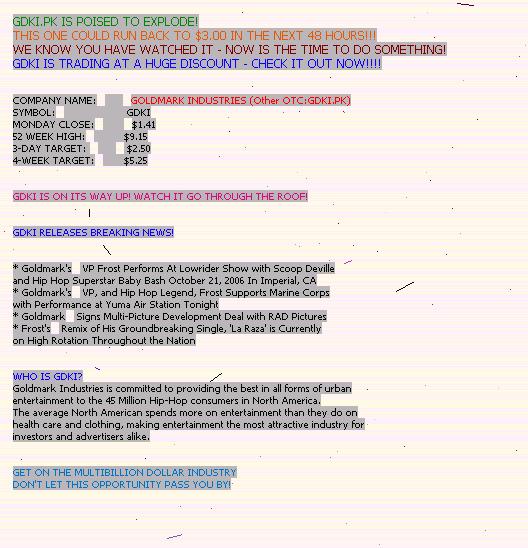 GDKI.PK IS POISED TO EXPLODE!
THIS ONE COULD RUN BACK TO $3.00 IN THE NEXT 48 HOURS!!!
WE KNOW YOU HAVE WATCHED IT - NOW IS THE TIME TO DO SOMETHING!
GDKI IS TRADING AT A HUGE DISCOUNT - CHECK IT OUT NOW!!!!
COMPANY NAME: GOLDMARK INDUSTRIES (Other OTC:GDKI.PK)
SYMBOL: GDKI
MONDAY CLOSE: $1.41
52 WEEK HIGH: $9.15
3-DAY TARGET: $2.50
4-WEEK TARGET: $5.25
GDKI IS ON ITS WAY UP! WATCH IT GO THROUGH THE ROOF!
GDKI RELEASES BREAKING NEWS!
* Goldmark's VP Frost Performs At Lowrider Show with Scoop Deville
and Hip Hop Superstar Baby Bash October 21, 2006 In Imperial, CA
* Goldmark's VP, and Hip Hop Legend, Frost Supports Marine Corps
with Performance at Yuma Air Station Tonight
* Goldmark Signs Multi-Picture Development Deal with RAD Pictures
* Frost's Remix of His Groundbreaking Single, 'La Raza' is Currently
on High Rotation Throughout the Nation
WHO IS GDKI?
Goldmark Industries is committed to providing the best in all forms of urban
entertainment to the 45 Million Hip-Hop consumers in North America.
The average North American spends more on entertainment than they do on
health care and clothing, making entertainment the most attractive industry for
investors and advertisers alike.
GET ON THE MULTIBILLION DOLLAR INDUSTRY
DON'T LET THIS OPPORTUNITY PASS YOU BY!